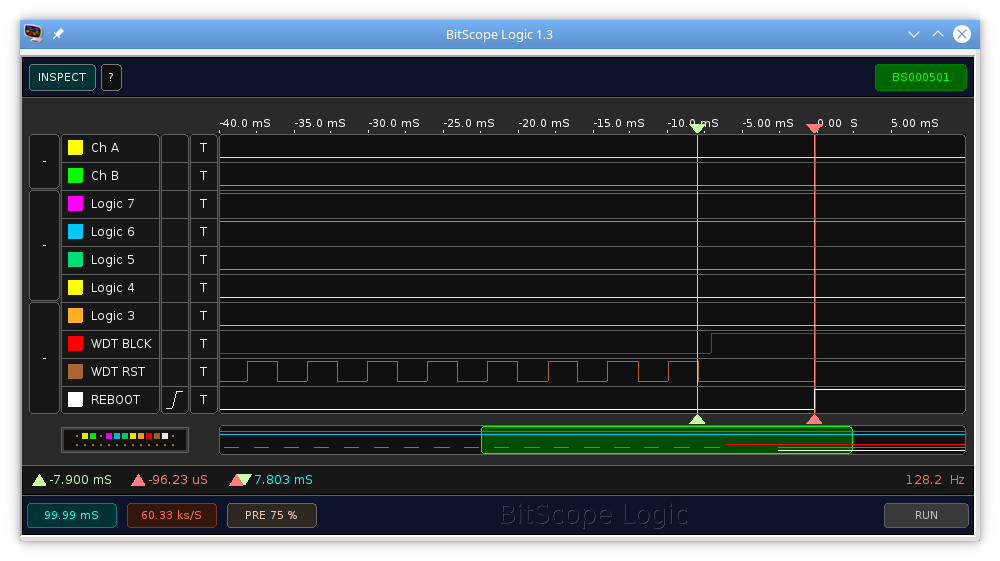 BitScope Logic 1.3
INSPECT ? BS000501
-40.0 mS -35.0 mS -30.0 mS -25.0 mS -20.0 mS -15.0 mS -10.0 mS -5.00 mS 0.00 S 5.00 mS
Ch A T
- Ch B T
Logic 7 T
Logic 6 T
- Logic 5 T
Logic 4 T
Logic 3 T
WDT BLCK T
- WDT RST T
REBOOT T
-7.900 mS -96.23 uS 7.803 mS 128.2 Hz
99.99 mS 60.33 ks/S PRE 75 % BitScope Logic RUN